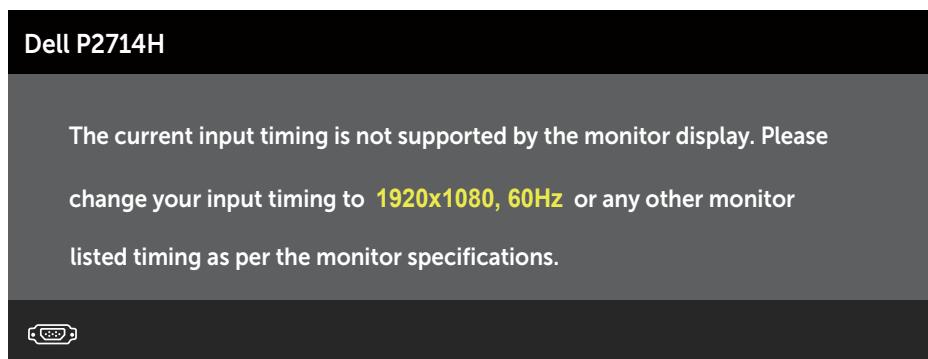 Dell P2714H
The current input timing is not supported by the monitor display. Please
change your input timing to 1920x1080, 60Hz or any other monitor
listed timing as per the monitor specifications.